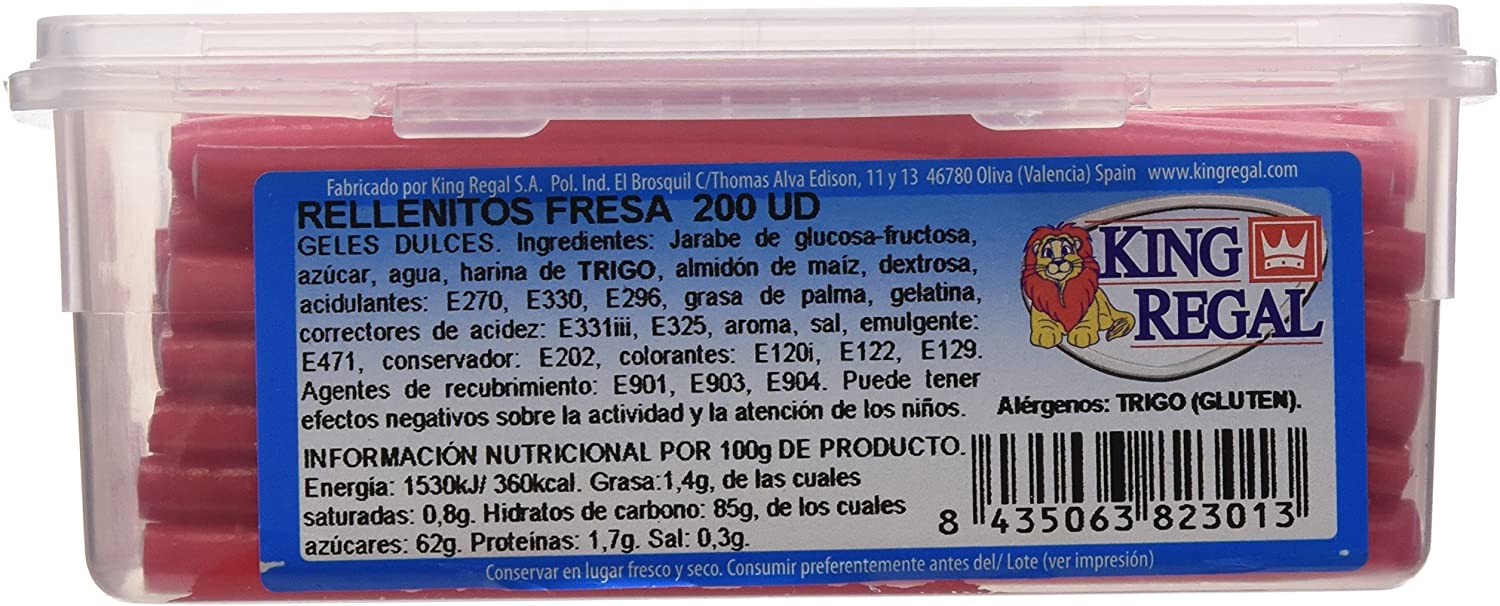 Fabricado por King Regal S.A. Pol. Ind. El Brosquil C/Thomas Alva Edison, 11 y 13 46780 Oliva (Valencia) Spain www.kingregal.com
RELLENITOS FRESA 200 UD
GELES DULCES. Ingredientes: Jarabe de glucosa-fructosa,
azúcar, agua, harina de TRIGO, almidón de maíz, dextrosa,
acidulantes: E270, E330, E296, grasa de palma, gelatina,
correctores de acidez: E331iii, E325, aroma, sal, emulgente:
E471, conservador: E202, colorantes: E120i, E122, E129.
Agentes de recubrimiento: E901, E903, E904. Puede tener
efectos negativos sobre la actividad y la atención de los niños.
KING
REGAL
Alérgenos: TRIGO (GLUTEN).
INFORMACIÓN NUTRICIONAL POR 100g DE PRODUCTO.
Energía: 1530kJ/ 360kcal. Grasa:1,4g, de las cuales
saturadas: 0,8g. Hidratos de carbono: 85g, de los cuales
azúcares: 62g. Proteínas: 1,7g. Sal: 0,3g.
8 435063 823013
Conservar en lugar fresco y seco. Consumir preferentemente antes del/ Lote (ver impresión)